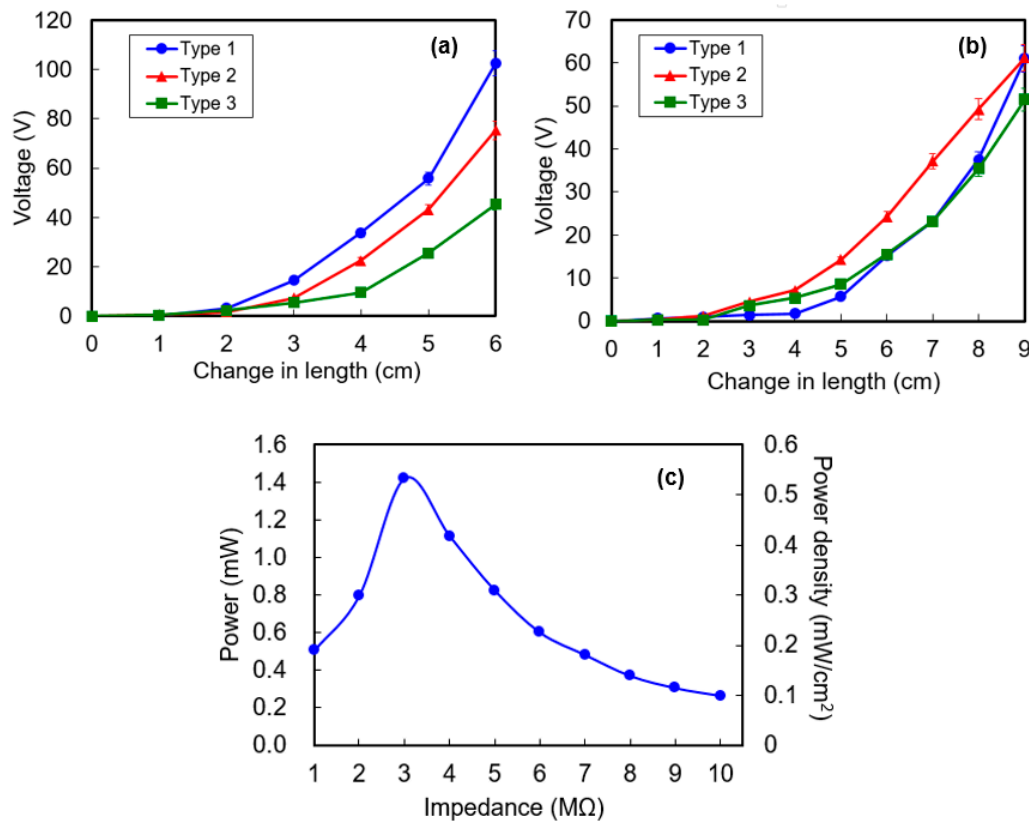 (a)
Type 1
Type 2
Type 3
120
100
80
60
40
20
0
Voltage (V)
0 1 2 3 4 5 6
Change in length (cm)
(b)
Type 1
Type 2
Type 3
70
60
50
40
30
20
10
0
Voltage (V)
0 1 2 3 4 5 6 7 8 9
Change in length (cm)
(c)
1.6
1.4
1.2
1.0
0.8
0.6
0.4
0.2
0.0
Power (mW)
0.6
0.5
0.4
0.3
0.2
0.1
0
Power density (mW/cm²)
1 2 3 4 5 6 7 8 9 10
Impedance (MΩ)